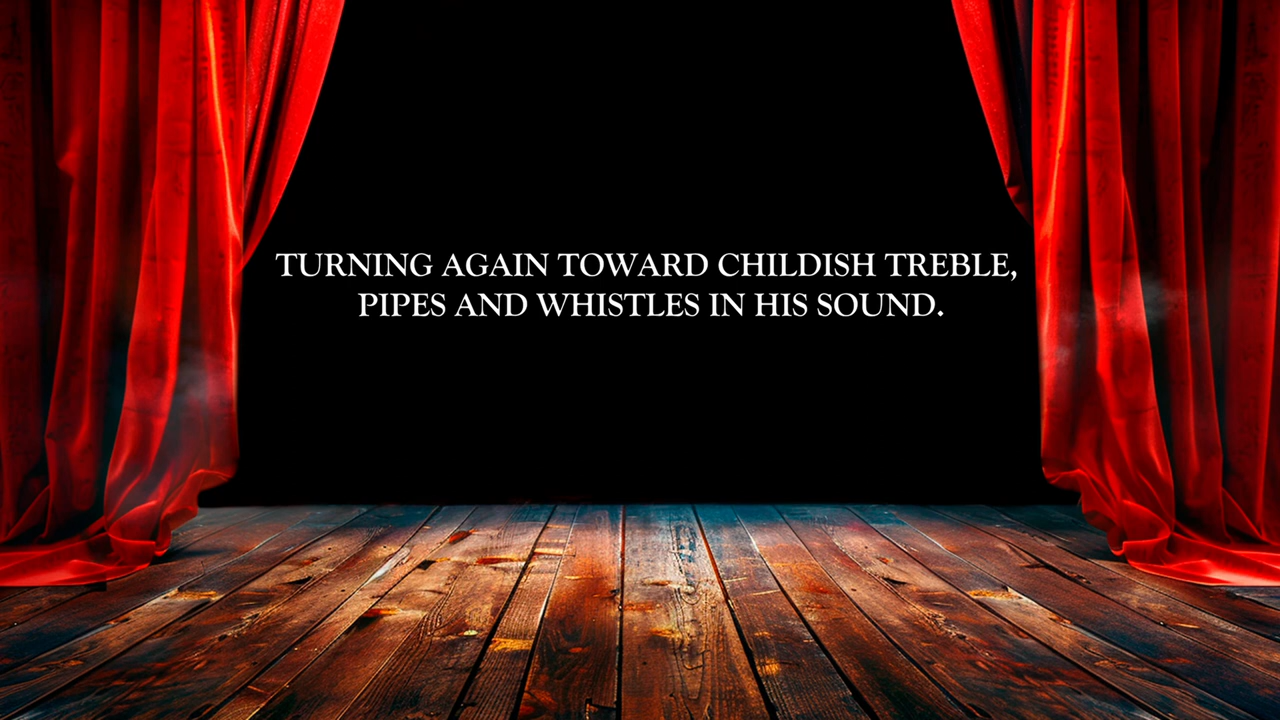 TURNING AGAIN TOWARD CHILDISH TREBLE,
PIPES AND WHISTLES IN HIS SOUND.